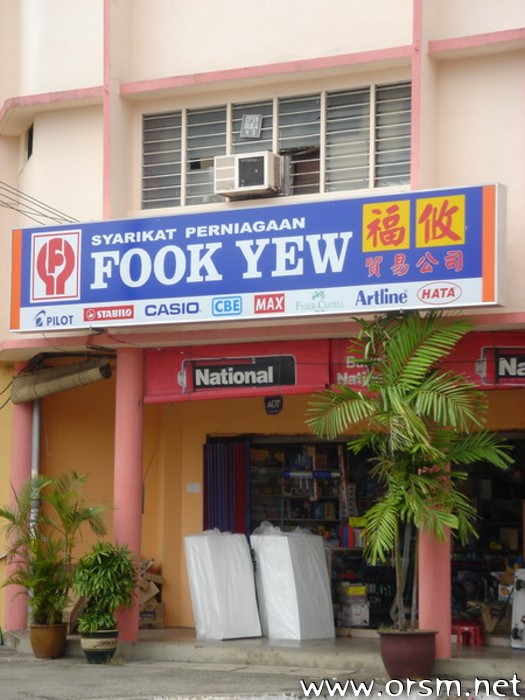 SYARIKAT PERNIAGAAN
FOOK YEW
福 攸
貿易公司
PILOT STABILO CASIO CBE MAX FABER-CASTELL Artline HATA
National
ADT
www.orsm.net